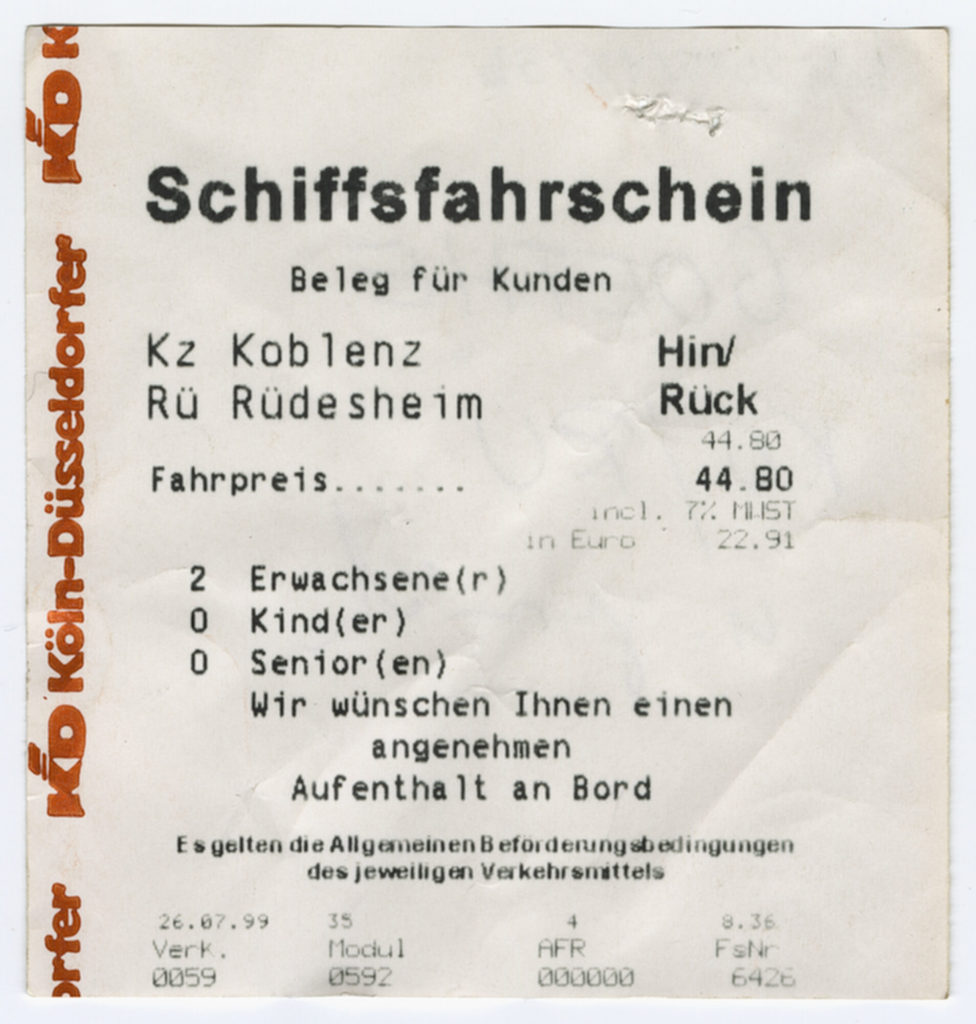 Schiffsfahrschein
Beleg für Kunden
Kz Koblenz Hin/
Rü Rüdesheim Rück
44.80
Fahrpreis....... 44.80
incl. 7% MWST
in Euro 22.91
2 Erwachsene(r)
0 Kind(er)
0 Senior(en)
Wir wünschen Ihnen einen
angenehmen
Aufenthalt an Bord
Es gelten die Allgemeinen Beförderungsbedingungen
des jeweiligen Verkehrsmittels
26.07.99 35 4 8.36
Verk. Modul AFR FsNr
0059 0592 000000 6426
rfer
KD Köln-Düsseldorfer
KD K